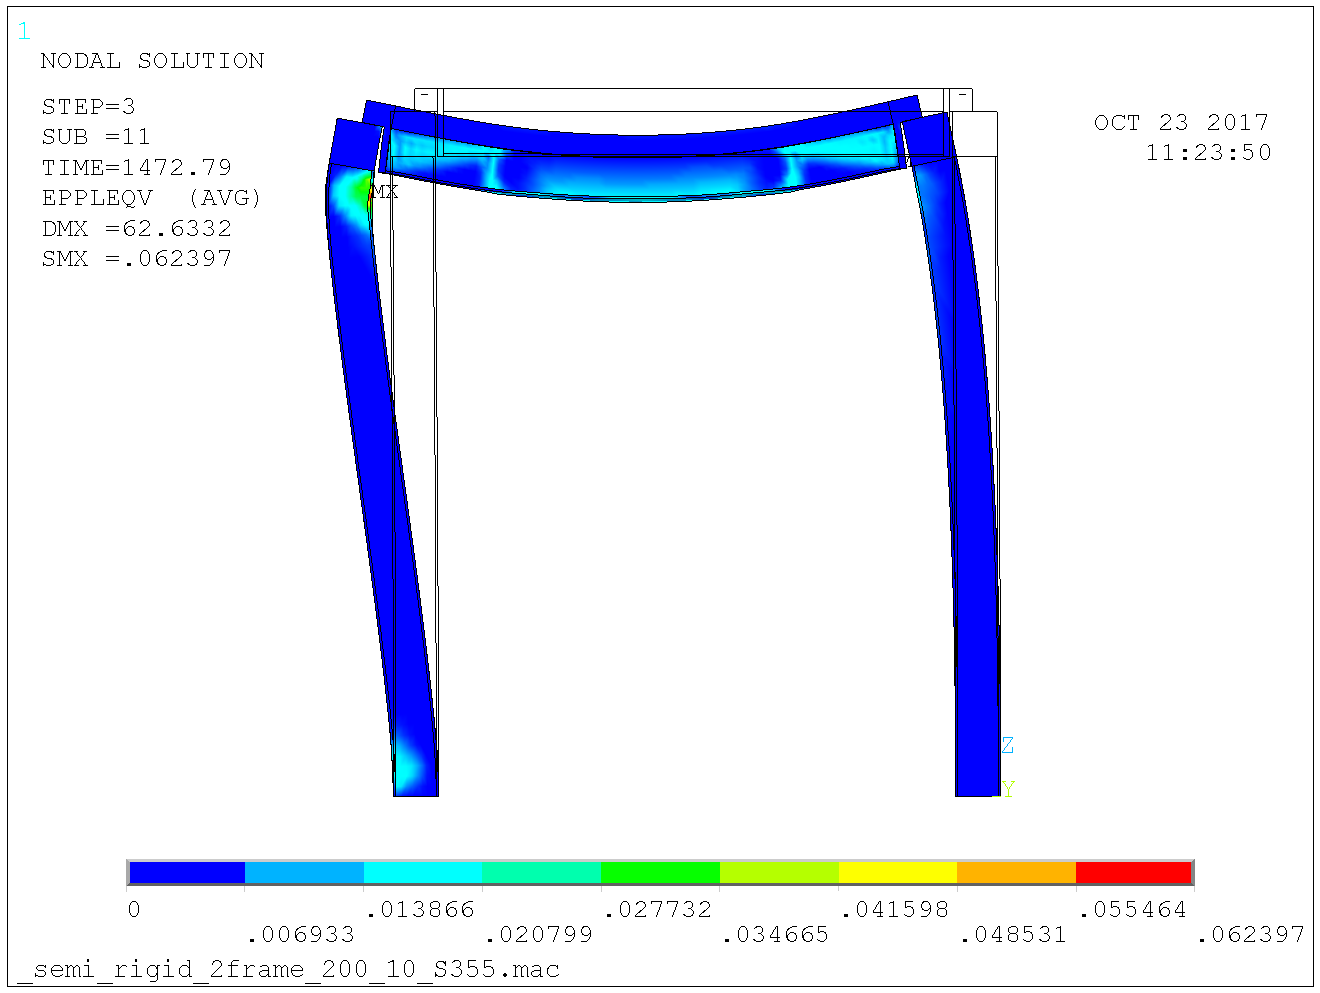 1
NODAL SOLUTION
STEP=3
SUB =11
TIME=1472.79
EPPLEQV (AVG)
DMX =62.6332
SMX =.062397
OCT 23 2017
11:23:50
MX
Z
Y
0 .013866 .027732 .041598 .055464
.006933 .020799 .034665 .048531 .062397
_semi_rigid_2frame_200_10_S355.mac